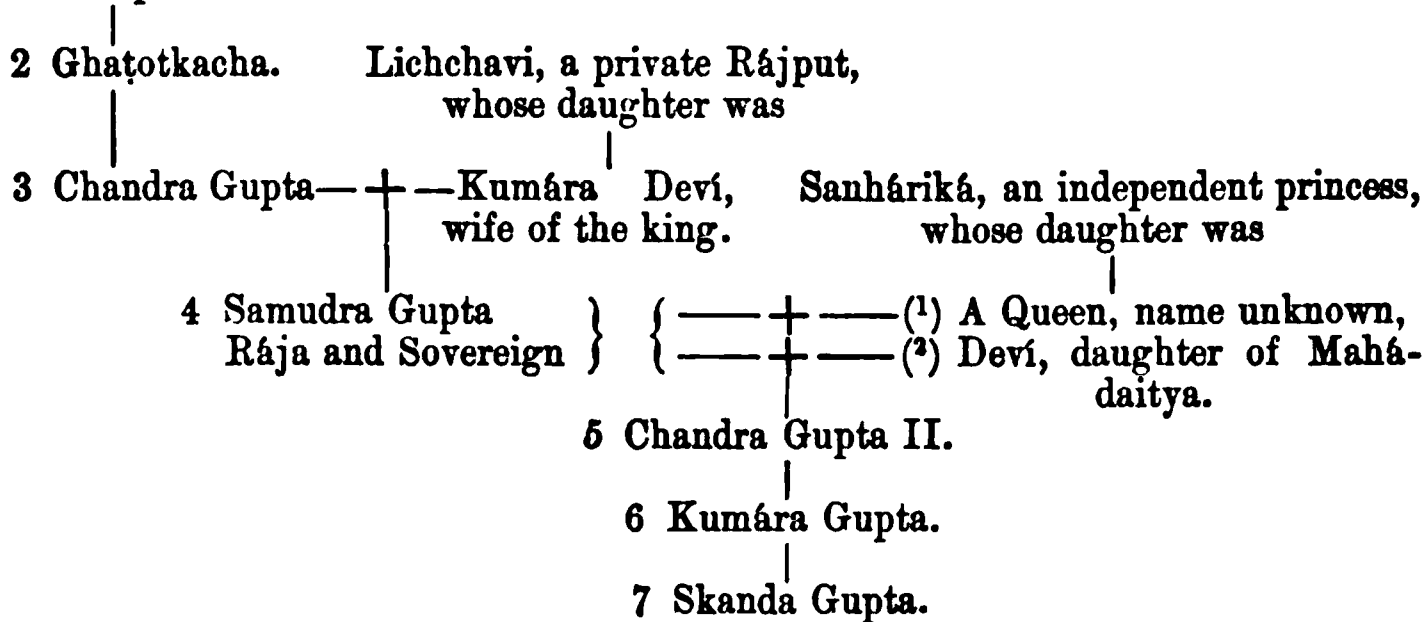 2 Ghaṭotkacha. Lichchavi, a private Rájput,
whose daughter was
3 Chandra Gupta— + —Kumára Deví, Sanháriká, an independent princess,
wife of the king. whose daughter was
4 Samudra Gupta } { —— + ——(¹) A Queen, name unknown,
Rája and Sovereign } { —— + ——(²) Deví, daughter of Mahá-
daitya.
5 Chandra Gupta II.
6 Kumára Gupta.
7 Skanda Gupta.